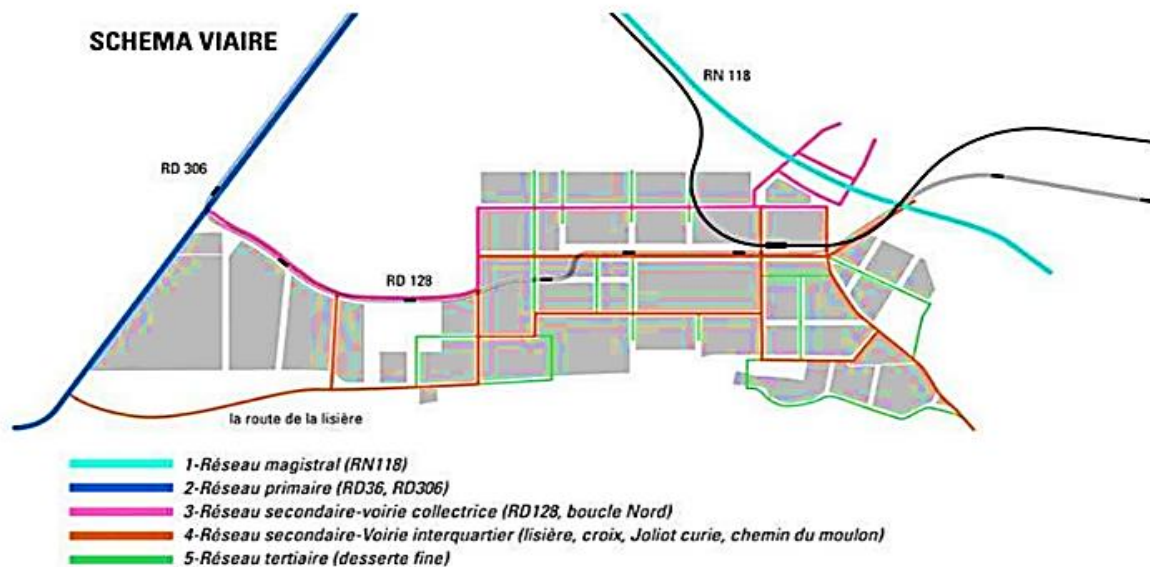 SCHEMA VIAIRE
RN 118
RD 306
RD 128
la route de la lisière
1-Réseau magistral (RN118)
2-Réseau primaire (RD36, RD306)
3-Réseau secondaire-voirie collectrice (RD128, boucle Nord)
4-Réseau secondaire-Voirie interquartier (lisière, croix, Joliot curie, chemin du moulon)
5-Réseau tertiaire (desserte fine)